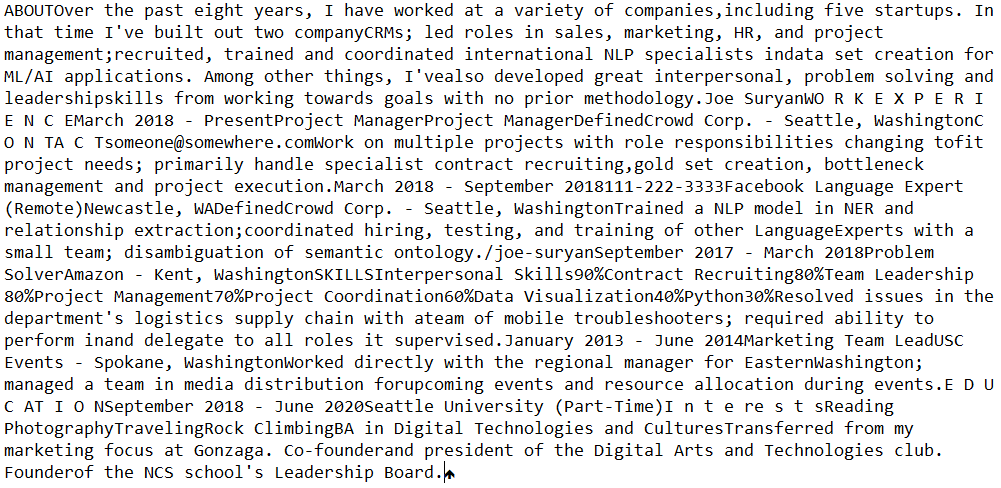 ABOUTOver the past eight years, I have worked at a variety of companies,including five startups. In
that time I've built out two companyCRMs; led roles in sales, marketing, HR, and project
management;recruited, trained and coordinated international NLP specialists indata set creation for
ML/AI applications. Among other things, I'vealso developed great interpersonal, problem solving and
leadershipskills from working towards goals with no prior methodology.Joe SuryanWO R K E X P E R I
E N C EMarch 2018 - PresentProject ManagerProject ManagerDefinedCrowd Corp. - Seattle, WashingtonC
O N TA C Tsomeone@somewhere.comWork on multiple projects with role responsibilities changing tofit
project needs; primarily handle specialist contract recruiting,gold set creation, bottleneck
management and project execution.March 2018 - September 2018111-222-3333Facebook Language Expert
(Remote)Newcastle, WADefinedCrowd Corp. - Seattle, WashingtonTrained a NLP model in NER and
relationship extraction;coordinated hiring, testing, and training of other LanguageExperts with a
small team; disambiguation of semantic ontology./joe-suryanSeptember 2017 - March 2018Problem
SolverAmazon - Kent, WashingtonSKILLSInterpersonal Skills90%Contract Recruiting80%Team Leadership
80%Project Management70%Project Coordination60%Data Visualization40%Python30%Resolved issues in the
department's logistics supply chain with ateam of mobile troubleshooters; required ability to
perform inand delegate to all roles it supervised.January 2013 - June 2014Marketing Team LeadUSC
Events - Spokane, WashingtonWorked directly with the regional manager for EasternWashington;
managed a team in media distribution forupcoming events and resource allocation during events.E D U
C AT I O NSeptember 2018 - June 2020Seattle University (Part-Time)I n t e re s t sReading
PhotographyTravelingRock ClimbingBA in Digital Technologies and CulturesTransferred from my
marketing focus at Gonzaga. Co-founderand president of the Digital Arts and Technologies club.
Founderof the NCS school's Leadership Board.